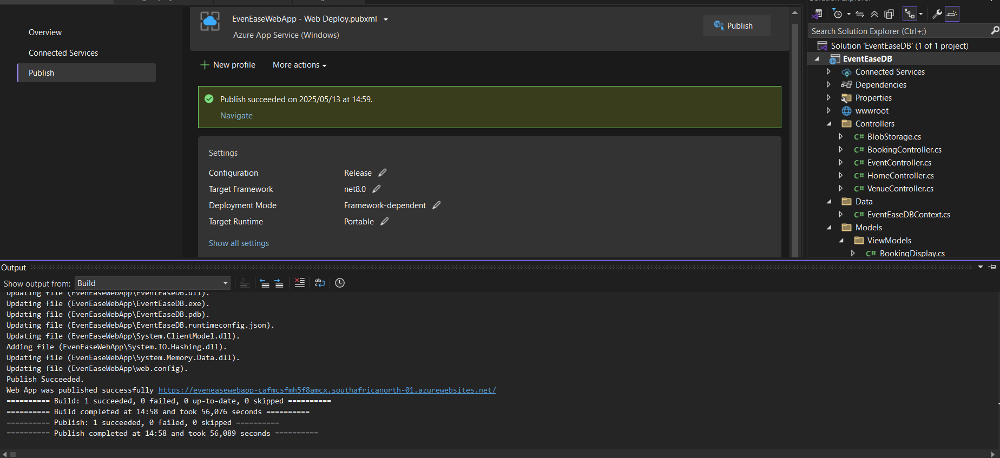 Overview
Connected Services
Publish
EvenEaseWebApp - Web Deploy.pubxml
Azure App Service (Windows)
Publish
New profile
More actions
Publish succeeded on 2025/05/13 at 14:59.
Navigate
Settings
Configuration Release
Target Framework net8.0
Deployment Mode Framework-dependent
Target Runtime Portable
Show all settings
Search Solution Explorer (Ctrl+;)
Solution 'EventEaseDB' (1 of 1 project)
EventEaseDB
Connected Services
Dependencies
Properties
wwwroot
Controllers
C# BlobStorage.cs
C# BookingController.cs
C# EventController.cs
C# HomeController.cs
C# VenueController.cs
Data
C# EventEaseDBContext.cs
Models
ViewModels
C# BookingDisplay.cs
Output
Show output from: Build
Updating file (EvenEaseWebApp\EventEaseDB.dll).
Updating file (EvenEaseWebApp\EventEaseDB.exe).
Updating file (EvenEaseWebApp\EventEaseDB.pdb).
Updating file (EvenEaseWebApp\EventEaseDB.runtimeconfig.json).
Updating file (EvenEaseWebApp\System.ClientModel.dll).
Adding file (EvenEaseWebApp\System.IO.Hashing.dll).
Updating file (EvenEaseWebApp\System.Memory.Data.dll).
Updating file (EvenEaseWebApp\web.config).
Publish Succeeded.
Web App was published successfully https://eveneasewebapp-cafmcsfmh5f8amcx.southafricanorth-01.azurewebsites.net/
========== Build: 1 succeeded, 0 failed, 0 up-to-date, 0 skipped ==========
========== Build completed at 14:58 and took 56,076 seconds ==========
========== Publish: 1 succeeded, 0 failed, 0 skipped ==========
========== Publish completed at 14:58 and took 56,089 seconds ==========